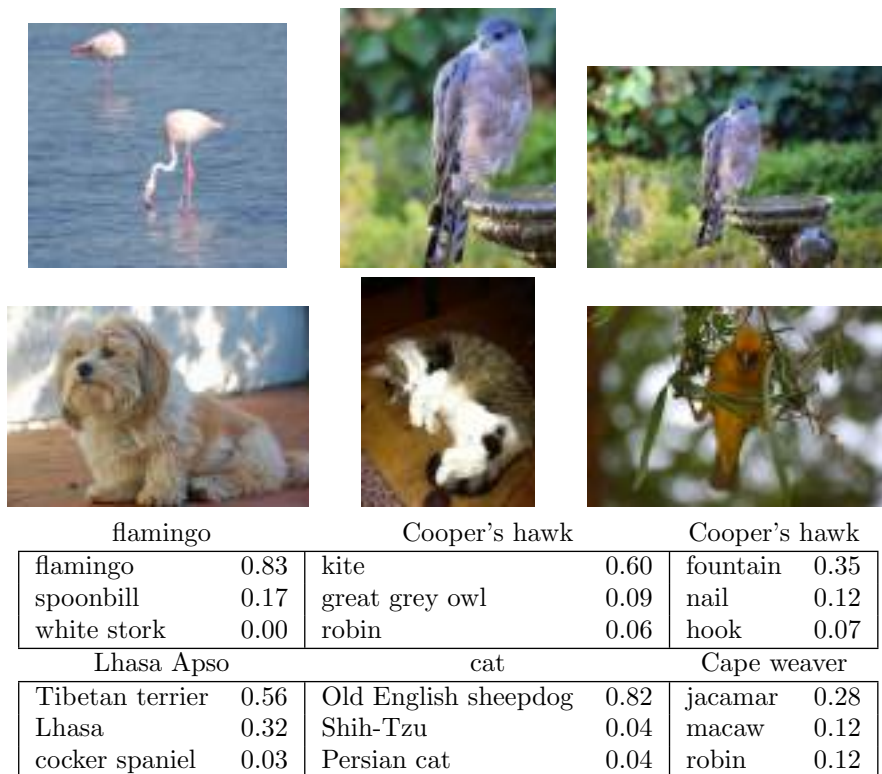 flamingo Cooper's hawk Cooper's hawk
flamingo 0.83 kite 0.60 fountain 0.35
spoonbill 0.17 great grey owl 0.09 nail 0.12
white stork 0.00 robin 0.06 hook 0.07
Lhasa Apso cat Cape weaver
Tibetan terrier 0.56 Old English sheepdog 0.82 jacamar 0.28
Lhasa 0.32 Shih-Tzu 0.04 macaw 0.12
cocker spaniel 0.03 Persian cat 0.04 robin 0.12